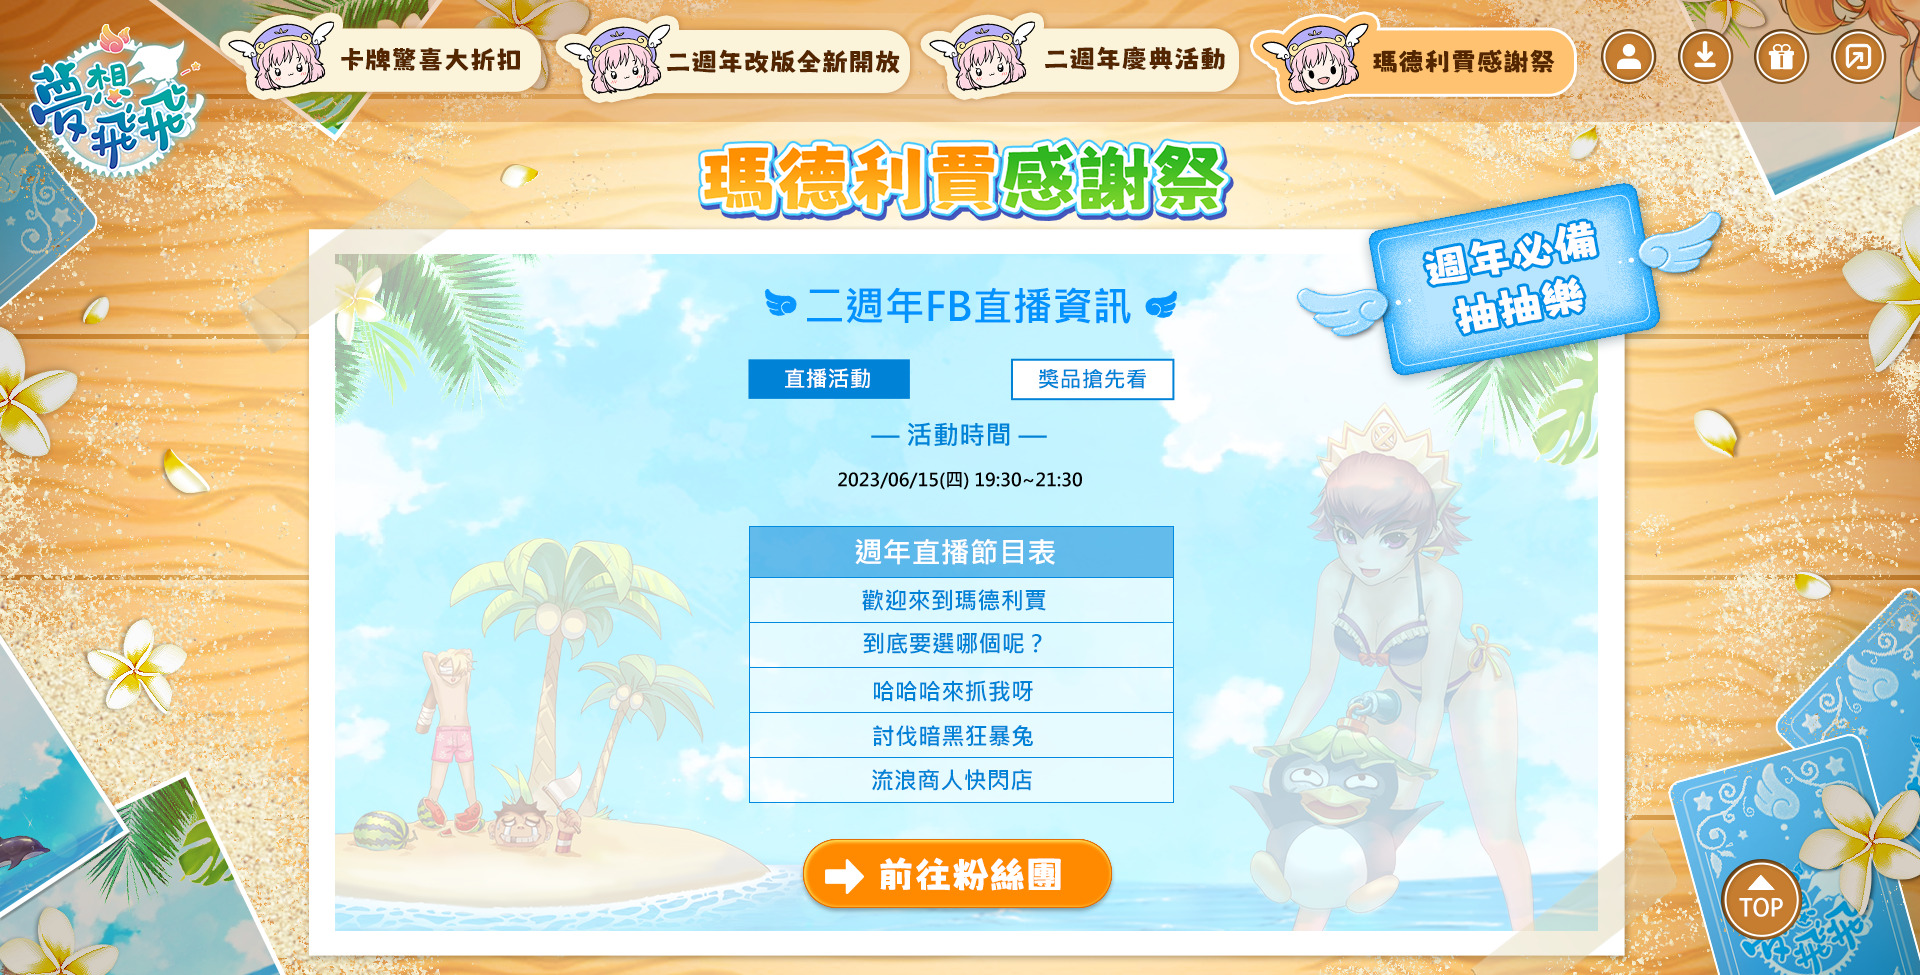 夢想飛飛
卡牌驚喜大折扣
二週年改版全新開放
二週年慶典活動
瑪德利賈感謝祭
瑪德利賈感謝祭
週年必備
抽抽樂
二週年FB直播資訊
直播活動
獎品搶先看
— 活動時間 —
2023/06/15(四) 19:30~21:30
週年直播節目表
歡迎來到瑪德利賈
到底要選哪個呢？
哈哈哈來抓我呀
討伐暗黑狂暴兔
流浪商人快閃店
前往粉絲團
TOP